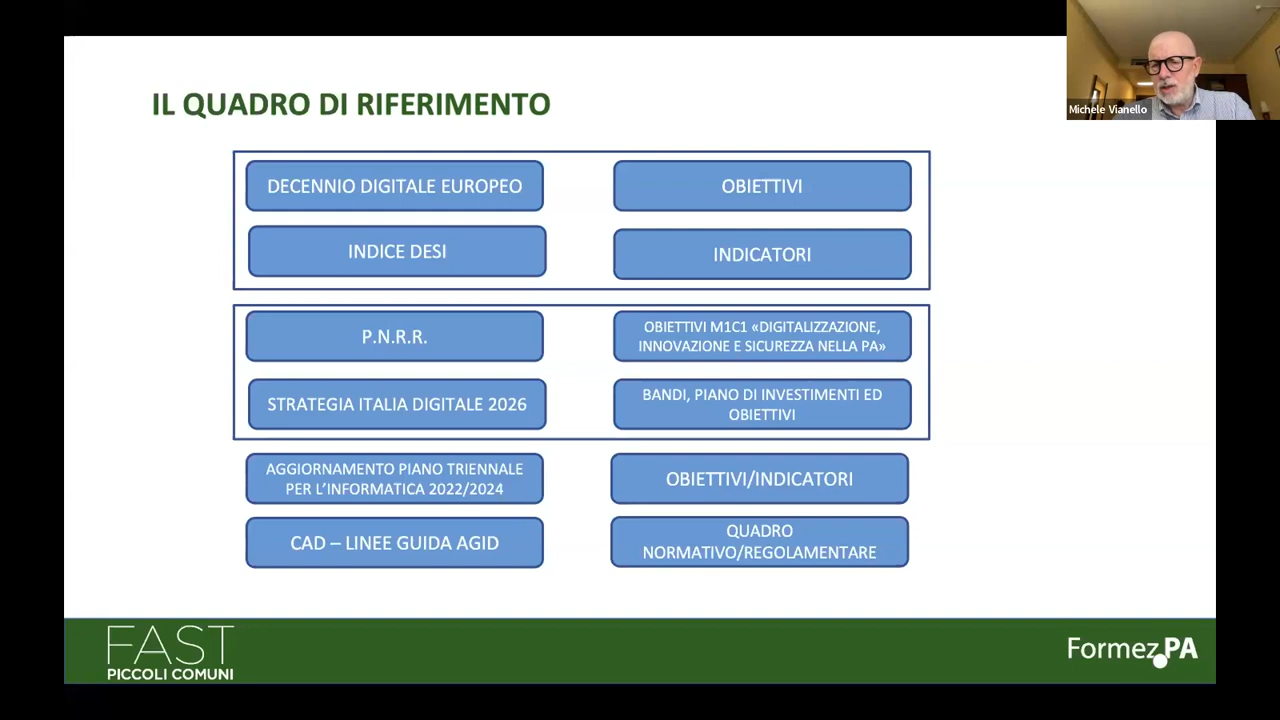 Michele Vianello
IL QUADRO DI RIFERIMENTO
DECENNIO DIGITALE EUROPEO
OBIETTIVI
INDICE DESI
INDICATORI
P.N.R.R.
OBIETTIVI M1C1 «DIGITALIZZAZIONE,
INNOVAZIONE E SICUREZZA NELLA PA»
STRATEGIA ITALIA DIGITALE 2026
BANDI, PIANO DI INVESTIMENTI ED
OBIETTIVI
AGGIORNAMENTO PIANO TRIENNALE
PER L’INFORMATICA 2022/2024
OBIETTIVI/INDICATORI
CAD – LINEE GUIDA AGID
QUADRO
NORMATIVO/REGOLAMENTARE
FAST
PICCOLI COMUNI
Formez PA